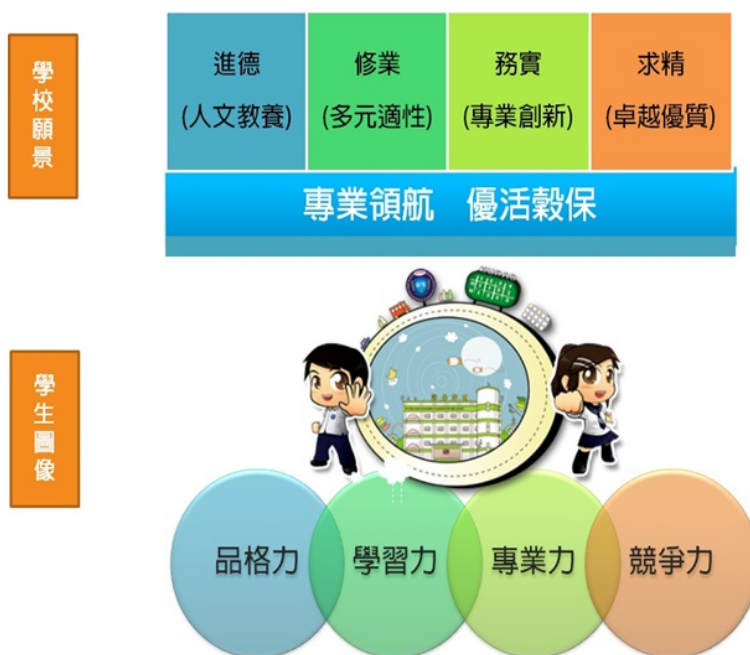 學校願景
進德
(人文教養)
修業
(多元適性)
務實
(專業創新)
求精
(卓越優質)
專業領航 優活穀保
學生圖像
品格力
學習力
專業力
競爭力